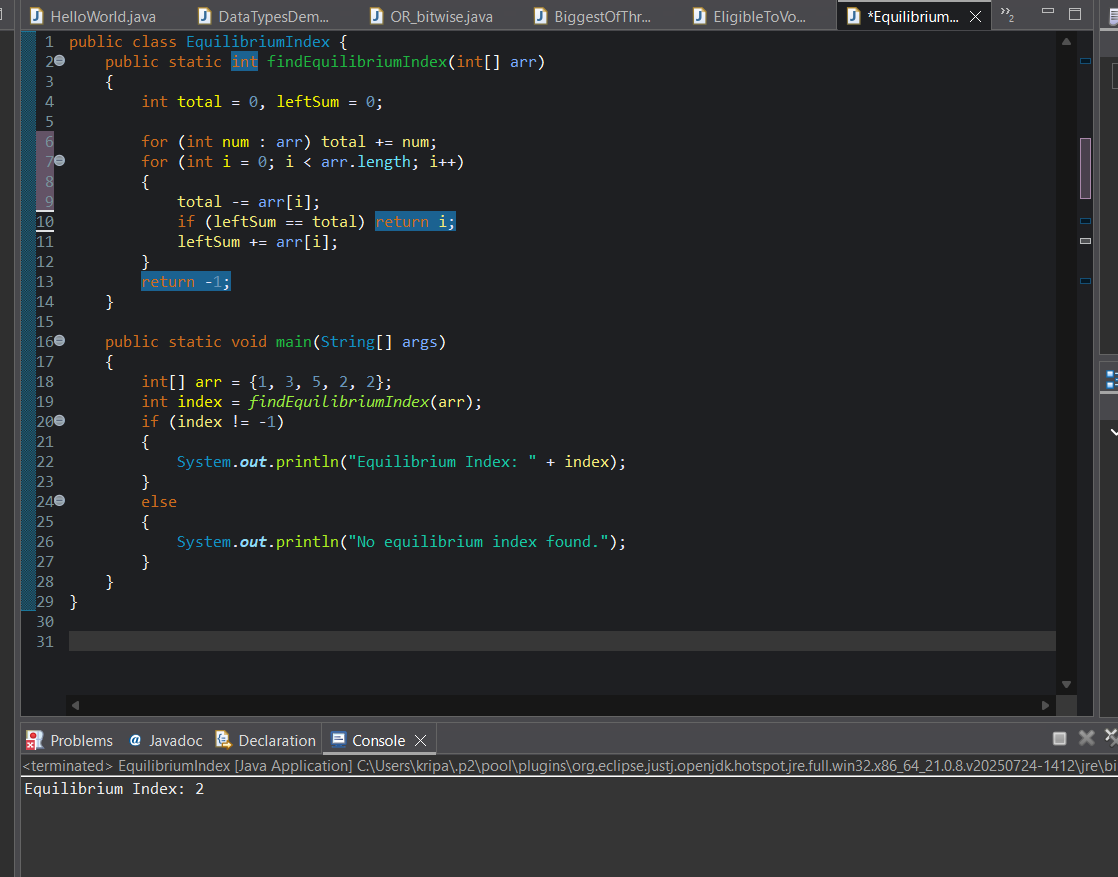 HelloWorld.java DataTypesDem... OR_bitwise.java BiggestOfThr... EligibleToVo... *Equilibrium... »2
1 public class EquilibriumIndex {
2 public static int findEquilibriumIndex(int[] arr)
3 {
4 int total = 0, leftSum = 0;
5
6 for (int num : arr) total += num;
7 for (int i = 0; i < arr.length; i++)
8 {
9 total -= arr[i];
10 if (leftSum == total) return i;
11 leftSum += arr[i];
12 }
13 return -1;
14 }
15
16 public static void main(String[] args)
17 {
18 int[] arr = {1, 3, 5, 2, 2};
19 int index = findEquilibriumIndex(arr);
20 if (index != -1)
21 {
22 System.out.println("Equilibrium Index: " + index);
23 }
24 else
25 {
26 System.out.println("No equilibrium index found.");
27 }
28 }
29 }
30
31
Problems @ Javadoc Declaration Console
<terminated> EquilibriumIndex [Java Application] C:\Users\kripa\.p2\pool\plugins\org.eclipse.justj.openjdk.hotspot.jre.full.win32.x86_64_21.0.8.v20250724-1412\jre\bi
Equilibrium Index: 2